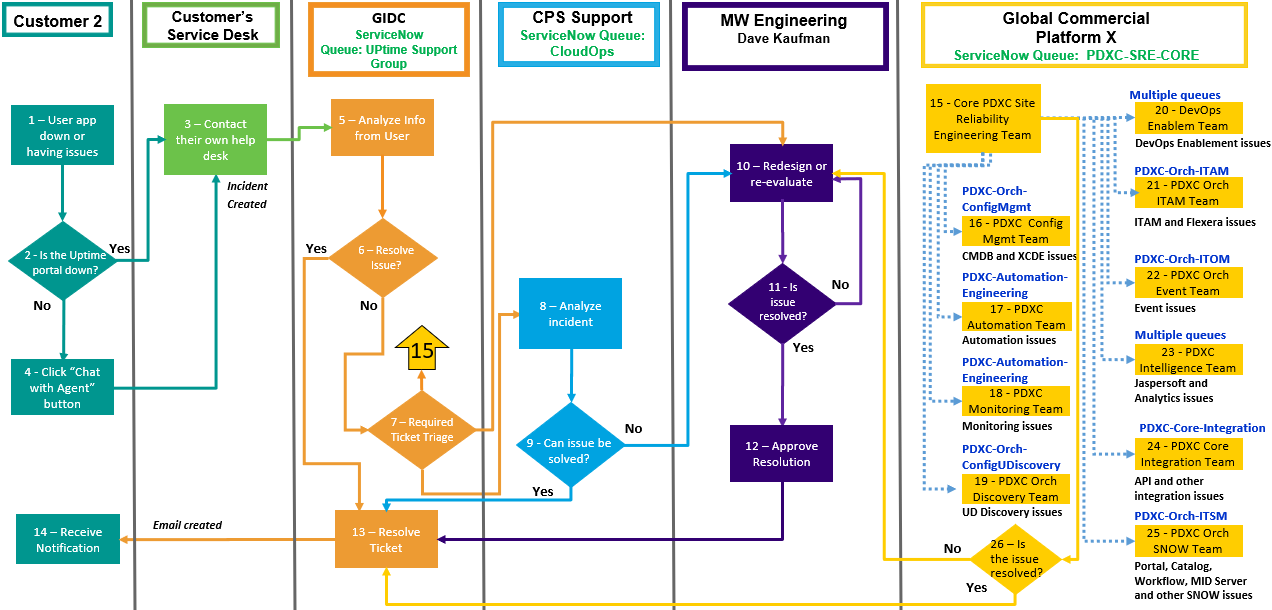 Customer 2
Customer's
Service Desk
GIDC
ServiceNow
Queue: UPtime Support
Group
CPS Support
ServiceNow Queue:
CloudOps
MW Engineering
Dave Kaufman
Global Commercial
Platform X
ServiceNow Queue: PDXC-SRE-CORE
1 – User app
down or
having issues
2 - Is the Uptime
portal down?
Yes
No
4 - Click "Chat
with Agent"
button
14 – Receive
Notification
3 – Contact
their own help
desk
Incident
Created
Email created
5 – Analyze Info
from User
6 – Resolve
Issue?
Yes
No
15
7 – Required
Ticket Triage
13 – Resolve
Ticket
8 – Analyze
incident
9 - Can issue be
solved?
No
Yes
10 – Redesign or
re-evaluate
11 - Is
issue
resolved?
No
Yes
12 – Approve
Resolution
15 – Core PDXC Site
Reliability
Engineering Team
PDXC-Orch-
ConfigMgmt
16 – PDXC Config
Mgmt Team
CMDB and XCDE issues
PDXC-Automation-
Engineering
17 – PDXC
Automation Team
Automation issues
PDXC-Automation-
Engineering
18 - PDXC
Monitoring Team
Monitoring issues
PDXC-Orch-
ConfigUDiscovery
19 – PDXC Orch
Discovery Team
UD Discovery issues
Multiple queues
20 – DevOps
Enablem Team
DevOps Enablement issues
PDXC-Orch-ITAM
21 - PDXC Orch
ITAM Team
ITAM and Flexera issues
PDXC-Orch-ITOM
22 - PDXC Orch
Event Team
Event issues
Multiple queues
23 – PDXC
Intelligence Team
Jaspersoft and
Analytics issues
PDXC-Core-Integration
24 - PDXC Core
Integration Team
API and other
integration issues
PDXC-Orch-ITSM
25 - PDXC Orch
SNOW Team
Portal, Catalog,
Workflow, MID Server
and other SNOW issues
26 – Is
the issue
resolved?
No
Yes